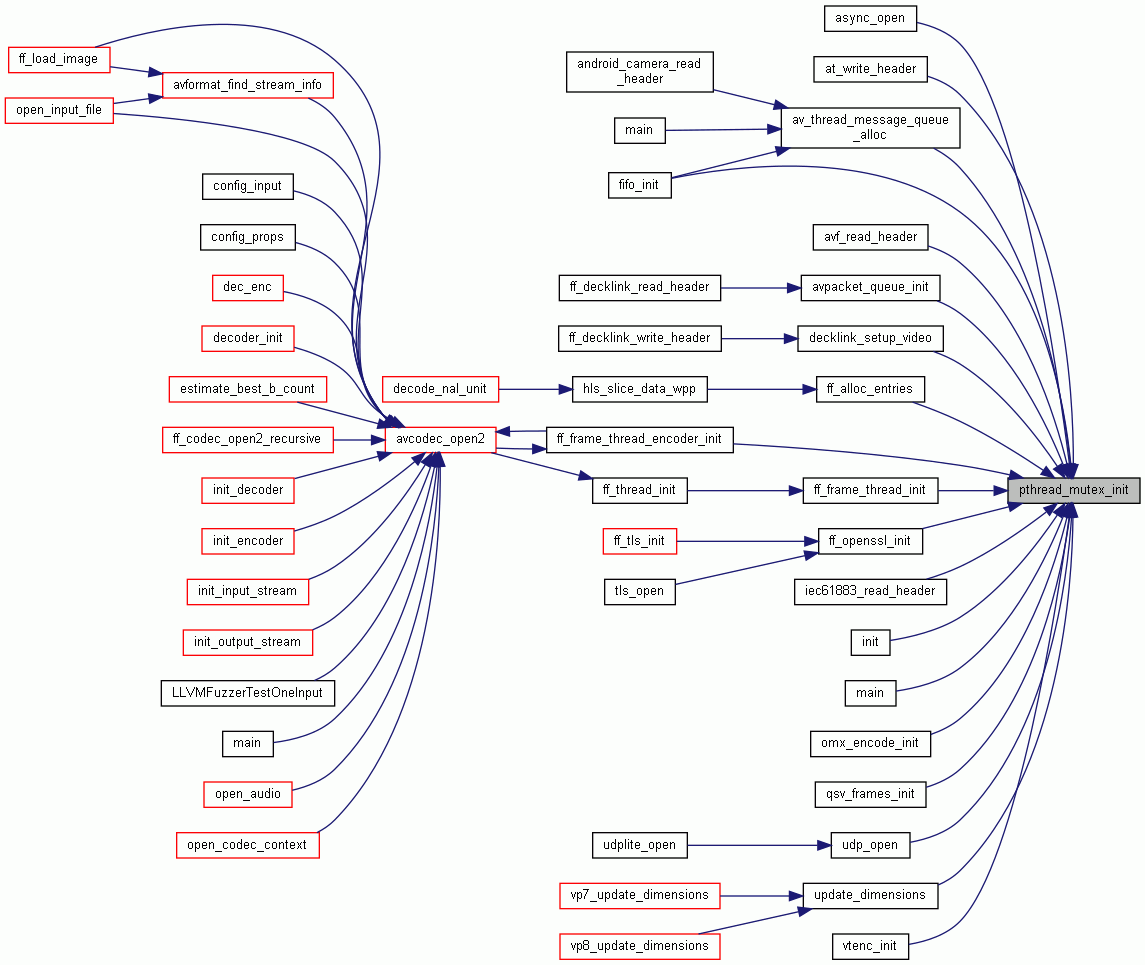 async_open
ff_load_image
at_write_header
android_camera_read
_header
avformat_find_stream_info
open_input_file
av_thread_message_queue
_alloc
main
fifo_init
config_input
config_props
avf_read_header
dec_enc
ff_decklink_read_header
avpacket_queue_init
decoder_init
ff_decklink_write_header
decklink_setup_video
estimate_best_b_count
decode_nal_unit
hls_slice_data_wpp
ff_alloc_entries
ff_codec_open2_recursive
avcodec_open2
ff_frame_thread_encoder_init
init_decoder
ff_thread_init
ff_frame_thread_init
pthread_mutex_init
init_encoder
ff_tls_init
ff_openssl_init
init_input_stream
tls_open
iec61883_read_header
init_output_stream
init
LLVMFuzzerTestOneInput
main
main
omx_encode_init
open_audio
qsv_frames_init
open_codec_context
udplite_open
udp_open
vp7_update_dimensions
update_dimensions
vp8_update_dimensions
vtenc_init